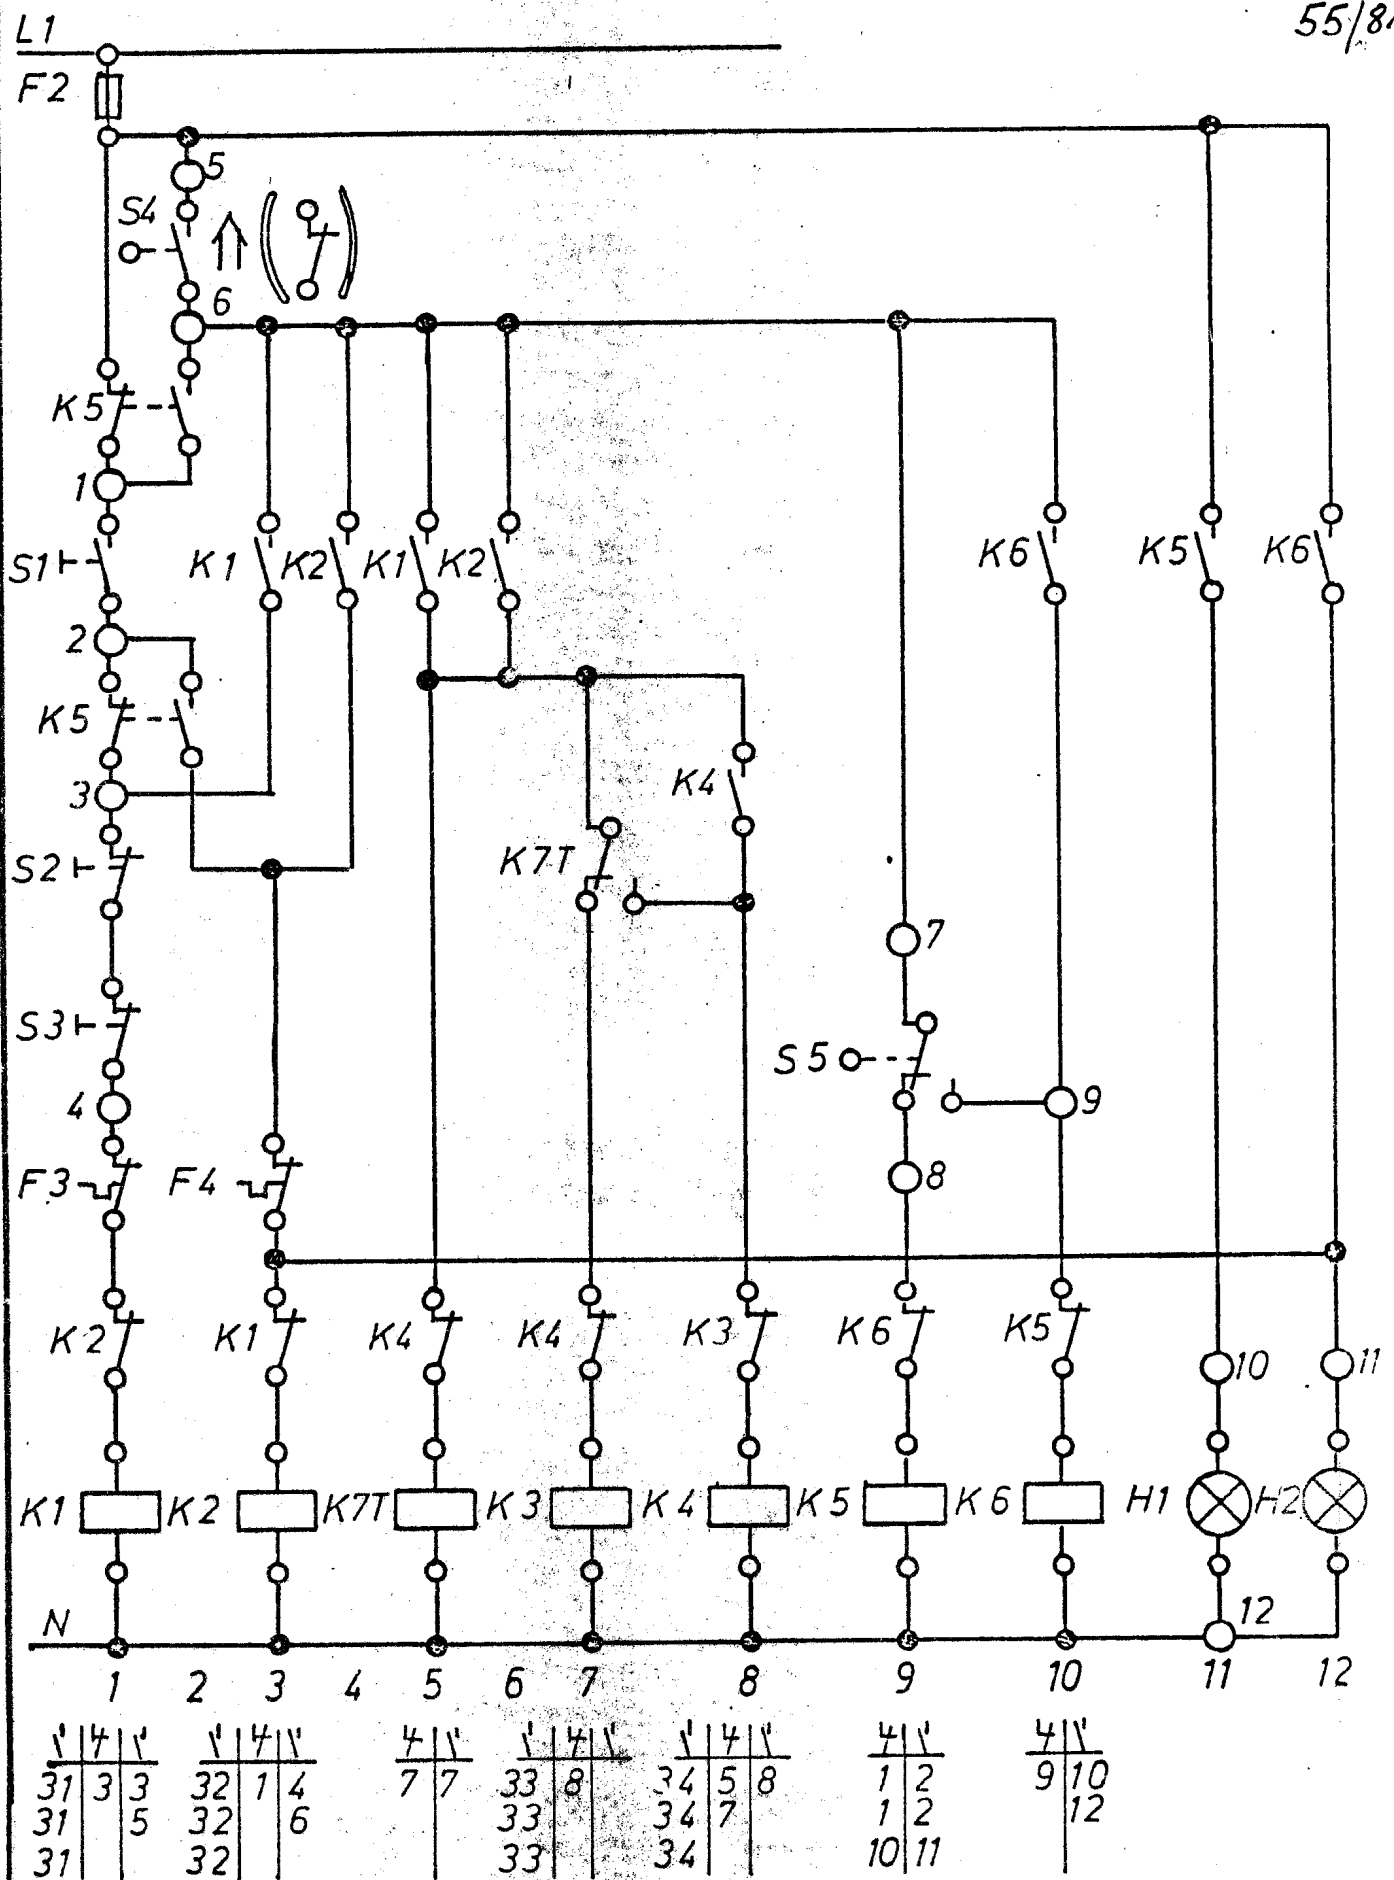 L1
55/8
F2
5
S4
6
K5
1
S1
K1 K2 K1 K2
K6 K5 K6
2
K5
3
K4
S2
K7T
7
S3
S5
4
9
F3 F4
8
K2 K1 K4 K4 K3 K6 K5
10 11
K1 K2 K7T K3 K4 K5 K6 H1 H2
N
12
1 2 3 4 5 6 7 8 9 10 11 12
31 3 3 32 1 4 7 7 33 8 34 5 8 1 2 9 10
31 5 32 6 33 34 7 1 2 12
31 32 33 34 10 11